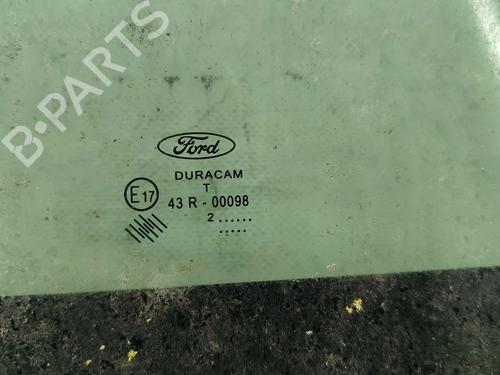 B-PARTS
Ford
DURACAM
T
E17
43 R - 00098
2 ......
.....